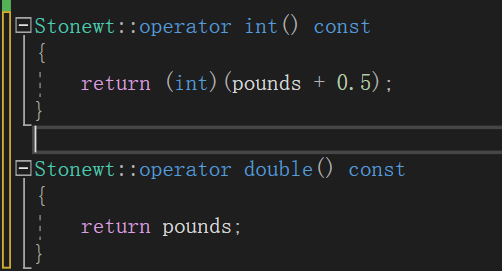 Stonewt::operator int() const
{
return (int)(pounds + 0.5);
}
Stonewt::operator double() const
{
return pounds;
}